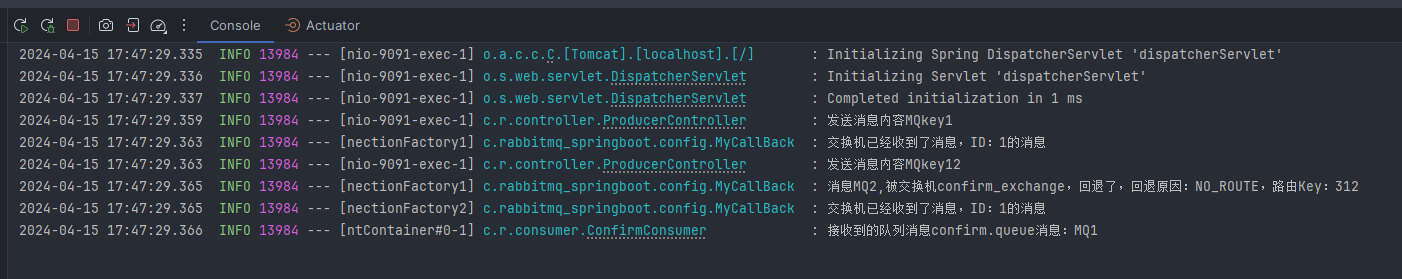 Console Actuator
2024-04-15 17:47:29.335 INFO 13984 --- [nio-9091-exec-1] o.a.c.c.C.[Tomcat].[localhost].[/] : Initializing Spring DispatcherServlet 'dispatcherServlet'
2024-04-15 17:47:29.336 INFO 13984 --- [nio-9091-exec-1] o.s.web.servlet.DispatcherServlet : Initializing Servlet 'dispatcherServlet'
2024-04-15 17:47:29.337 INFO 13984 --- [nio-9091-exec-1] o.s.web.servlet.DispatcherServlet : Completed initialization in 1 ms
2024-04-15 17:47:29.359 INFO 13984 --- [nio-9091-exec-1] c.r.controller.ProducerController : 发送消息内容MQkey1
2024-04-15 17:47:29.363 INFO 13984 --- [nectionFactory1] c.rabbitmq_springboot.config.MyCallBack : 交换机已经收到了消息，ID：1的消息
2024-04-15 17:47:29.363 INFO 13984 --- [nio-9091-exec-1] c.r.controller.ProducerController : 发送消息内容MQkey12
2024-04-15 17:47:29.365 INFO 13984 --- [nectionFactory1] c.rabbitmq_springboot.config.MyCallBack : 消息MQ2,被交换机confirm_exchange，回退了，回退原因：NO_ROUTE，路由Key：312
2024-04-15 17:47:29.365 INFO 13984 --- [nectionFactory2] c.rabbitmq_springboot.config.MyCallBack : 交换机已经收到了消息，ID：1的消息
2024-04-15 17:47:29.366 INFO 13984 --- [ntContainer#0-1] c.r.consumer.ConfirmConsumer : 接收到的队列消息confirm.queue消息：MQ1